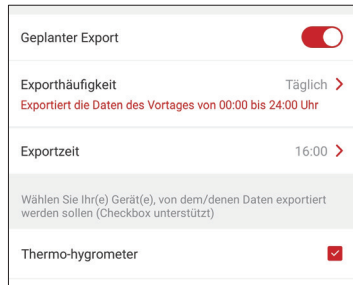 Geplanter Export
Exporthäufigkeit Täglich
Exportiert die Daten des Vortages von 00:00 bis 24:00 Uhr
Exportzeit 16:00
Wählen Sie Ihr(e) Gerät(e), von dem/denen Daten exportiert
werden sollen (Checkbox unterstützt)
Thermo-hygrometer